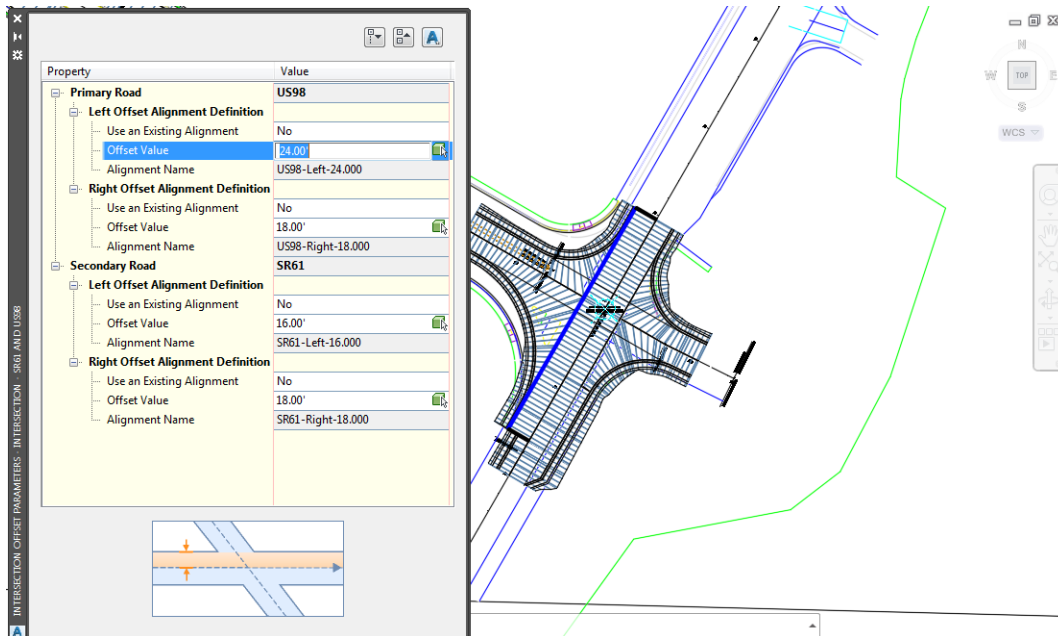 Property Value
Primary Road US98
Left Offset Alignment Definition
Use an Existing Alignment No
Offset Value 24.00'
Alignment Name US98-Left-24.000
Right Offset Alignment Definition
Use an Existing Alignment No
Offset Value 18.00'
Alignment Name US98-Right-18.000
Secondary Road SR61
Left Offset Alignment Definition
Use an Existing Alignment No
Offset Value 16.00'
Alignment Name SR61-Left-16.000
Right Offset Alignment Definition
Use an Existing Alignment No
Offset Value 18.00'
Alignment Name SR61-Right-18.000
INTERSECTION OFFSET PARAMETERS - INTERSECTION - SR61 AND US98
N
W TOP E
S
WCS